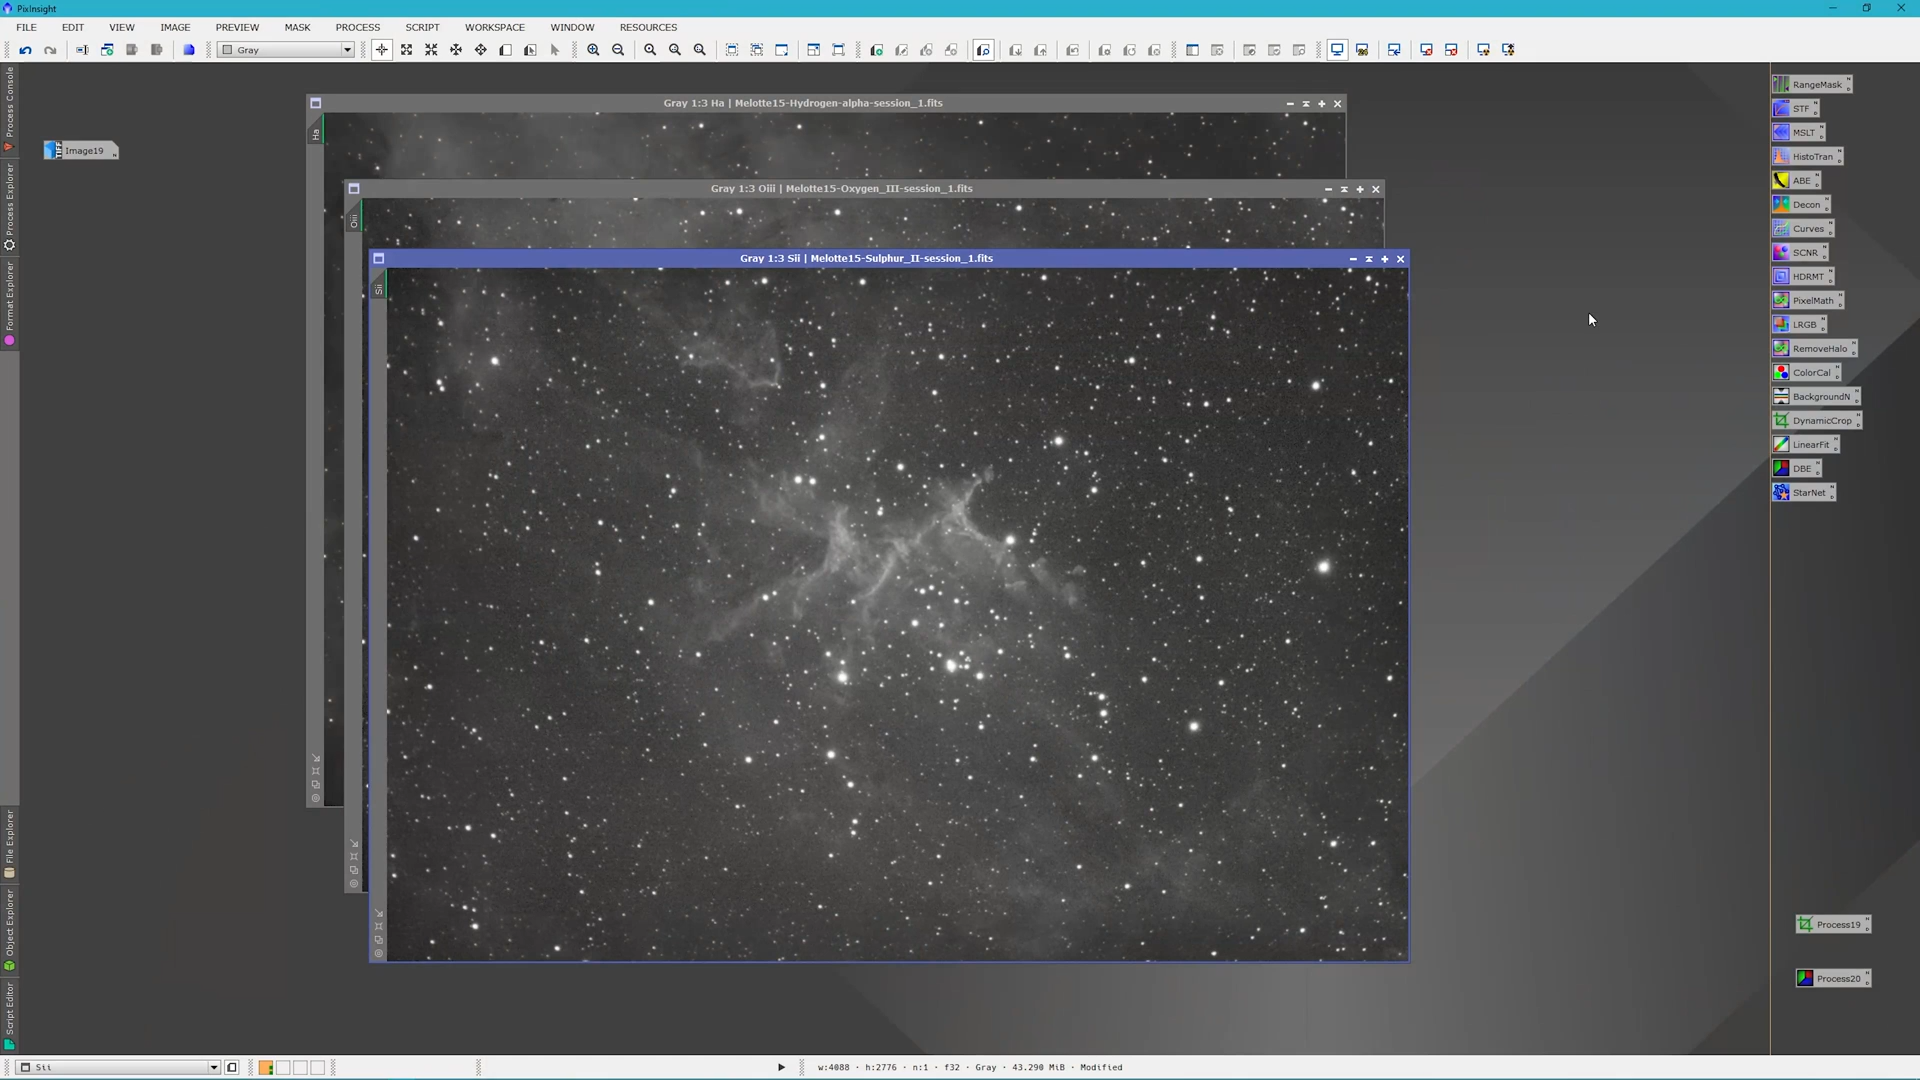 PixInsight
FILE EDIT VIEW IMAGE PREVIEW MASK PROCESS SCRIPT WORKSPACE WINDOW RESOURCES
Gray
Process Console
Process Explorer
Format Explorer
File Explorer
Object Explorer
Script Editor
Image19
Gray 1:3 Ha | Melotte15-Hydrogen-alpha-session_1.fits
Ha
Gray 1:3 Oiii | Melotte15-Oxygen_III-session_1.fits
Oiii
Gray 1:3 Sii | Melotte15-Sulphur_II-session_1.fits
Sii
RangeMask
STF
MSLT
HistoTran
ABE
Decon
Curves
SCNR
HDRMT
PixelMath
LRGB
RemoveHalo
ColorCal
BackgroundN
DynamicCrop
LinearFit
DBE
StarNet
Process19
Process20
Sii
w:4088 · h:2776 · n:1 · f32 · Gray · 43.290 MiB · Modified